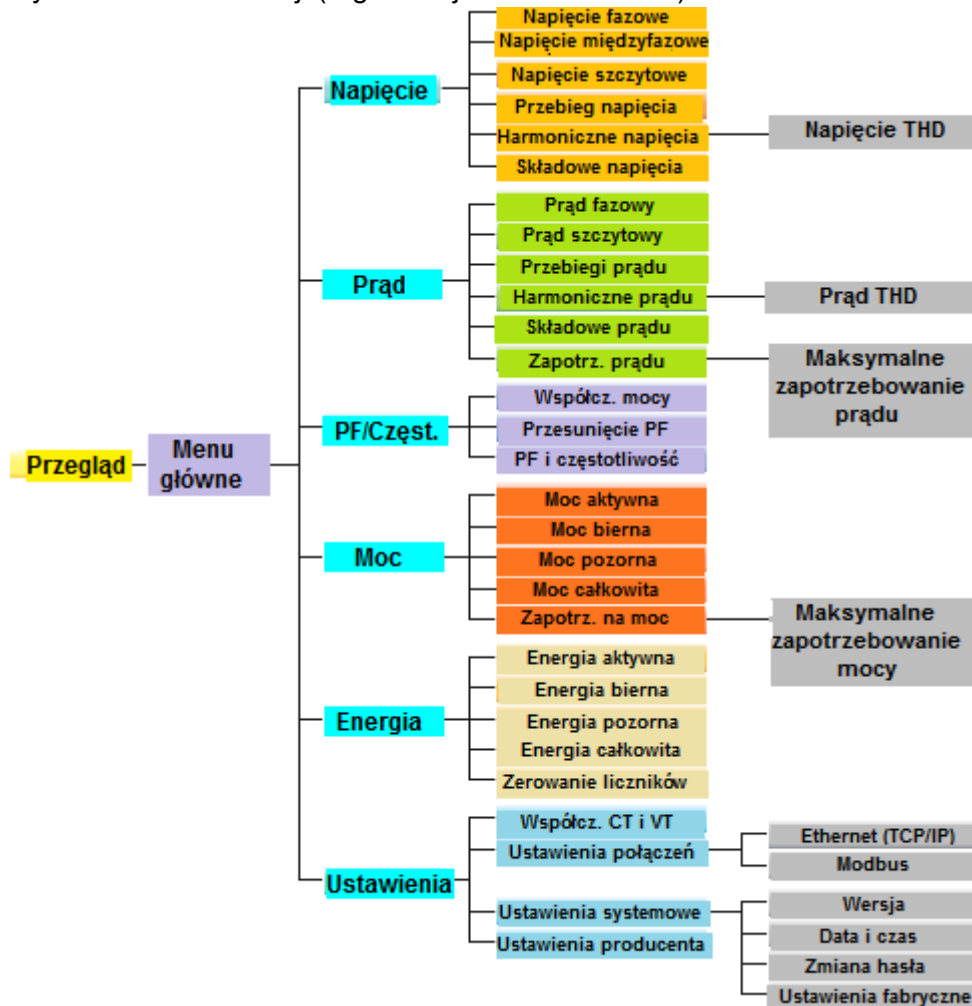 Przegląd
Menu
główne
Napięcie
Napięcie fazowe
Napięcie międzyfazowe
Napięcie szczytowe
Przebieg napięcia
Harmoniczne napięcia
Napięcie THD
Składowe napięcia
Prąd
Prąd fazowy
Prąd szczytowy
Przebiegi prądu
Harmoniczne prądu
Prąd THD
Składowe prądu
Zapotrz. prądu
Maksymalne
zapotrzebowanie
prądu
PF/Częst.
Współcz. mocy
Przesunięcie PF
PF i częstotliwość
Moc
Moc aktywna
Moc bierna
Moc pozorna
Moc całkowita
Zapotrz. na moc
Maksymalne
zapotrzebowanie
mocy
Energia
Energia aktywna
Energia bierna
Energia pozorna
Energia całkowita
Zerowanie liczników
Ustawienia
Współcz. CT i VT
Ustawienia połączeń
Ethernet (TCP/IP)
Modbus
Ustawienia systemowe
Wersja
Data i czas
Zmiana hasła
Ustawienia fabryczne
Ustawienia producenta